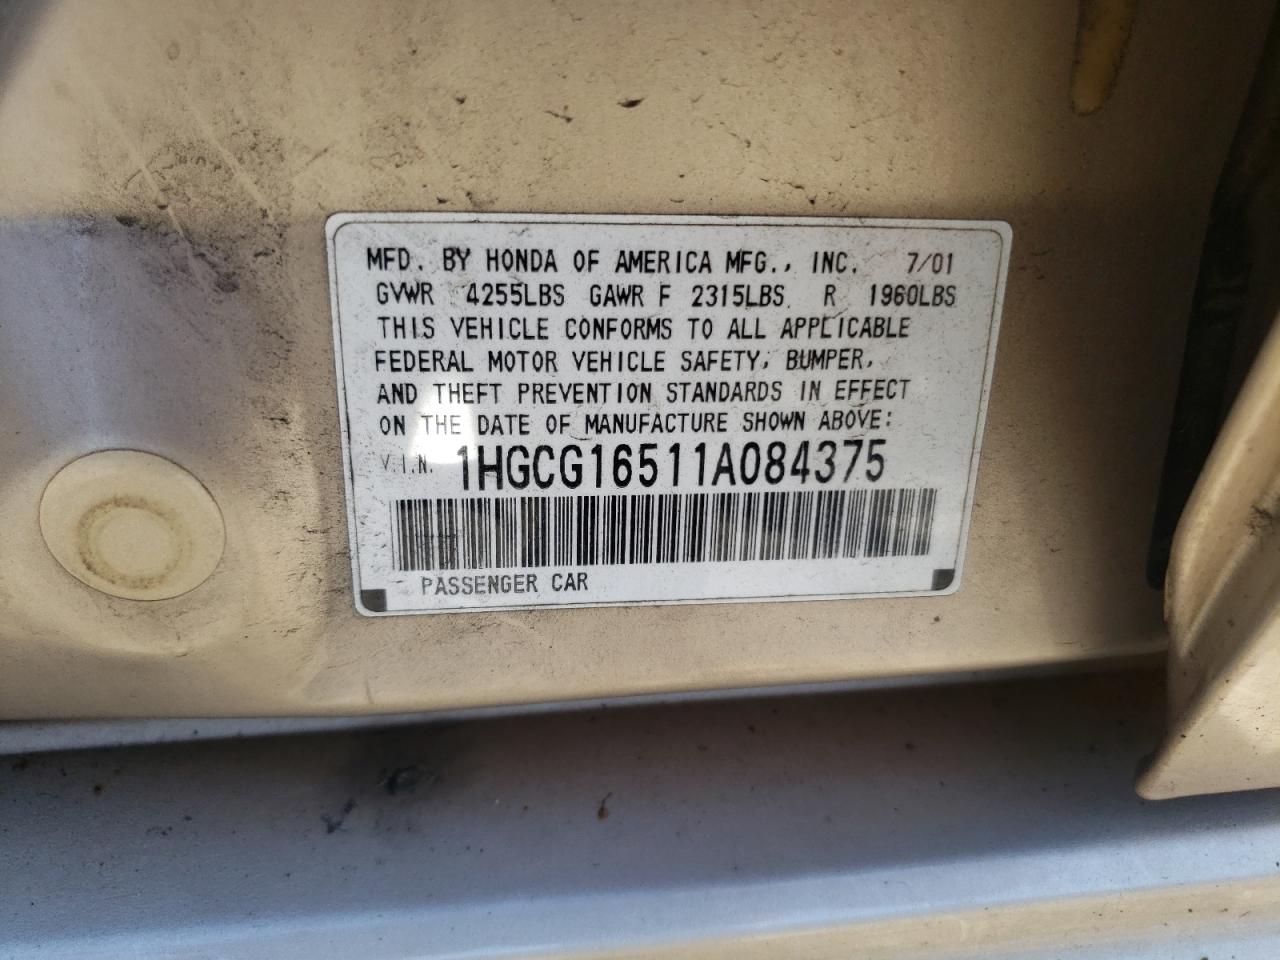 MFD. BY HONDA OF AMERICA MFG., INC. 7/01
GVWR 4255LBS GAWR F 2315LBS R 1960LBS
THIS VEHICLE CONFORMS TO ALL APPLICABLE
FEDERAL MOTOR VEHICLE SAFETY, BUMPER,
AND THEFT PREVENTION STANDARDS IN EFFECT
ON THE DATE OF MANUFACTURE SHOWN ABOVE:
V.I.N. 1HGCG16511A084375
PASSENGER CAR